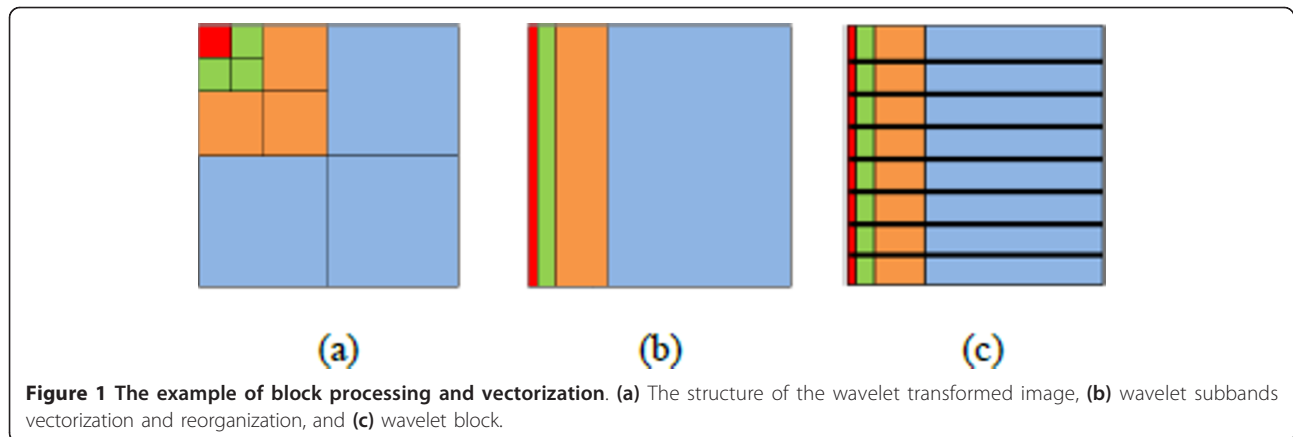 (a) (b) (c)
Figure 1 The example of block processing and vectorization. (a) The structure of the wavelet transformed image, (b) wavelet subbands
vectorization and reorganization, and (c) wavelet block.